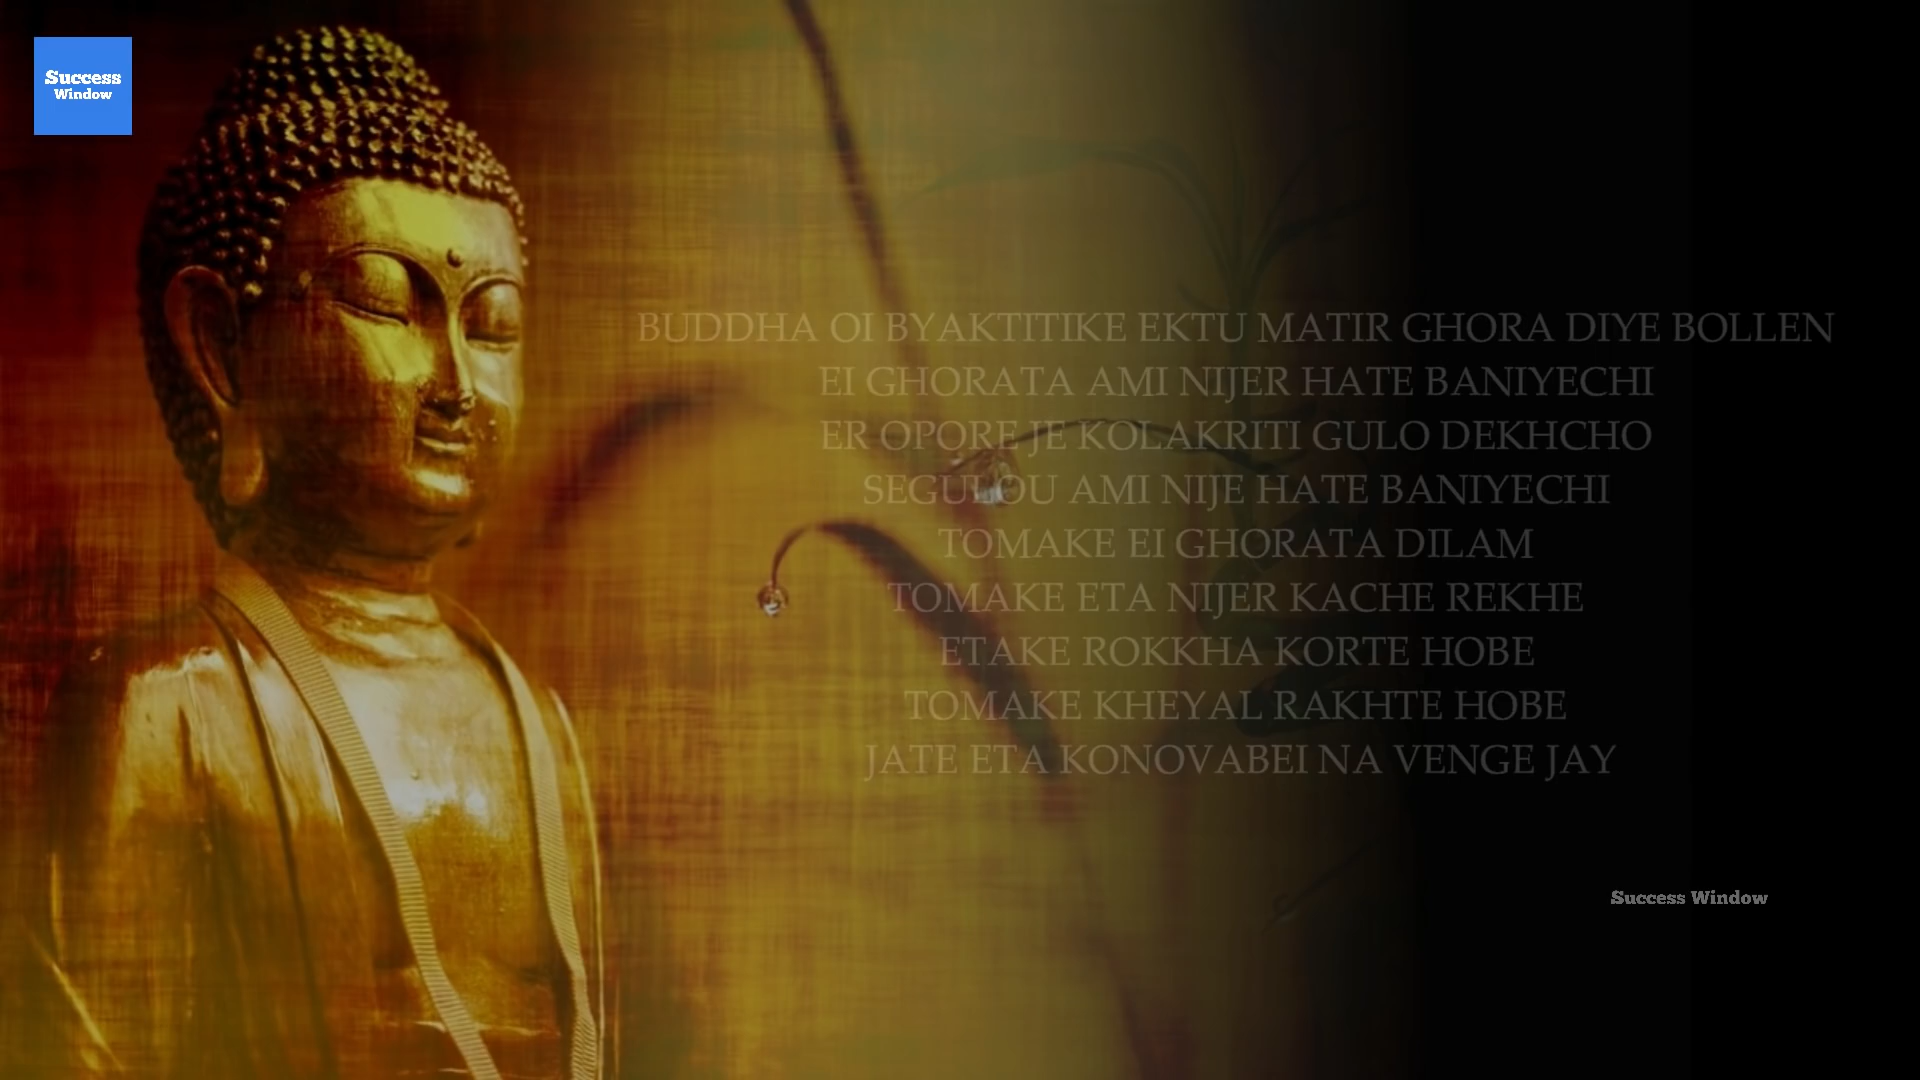 Success
Window
BUDDHA OI BYAKTITIKE EKTU MATIR GHORA DIYE BOLLEN
EI GHORATA AMI NIJER HATE BANIYECHI
ER OPORE JE KOLAKRITI GULO DEKHCHO
SEGULOU AMI NIJE HATE BANIYECHI
TOMAKE EI GHORATA DILAM
TOMAKE ETA NIJER KACHE REKHE
ETAKE ROKKHA KORTE HOBE
TOMAKE KHEYAL RAKHTE HOBE
JATE ETA KONOVABEI NA VENGE JAY
Success Window